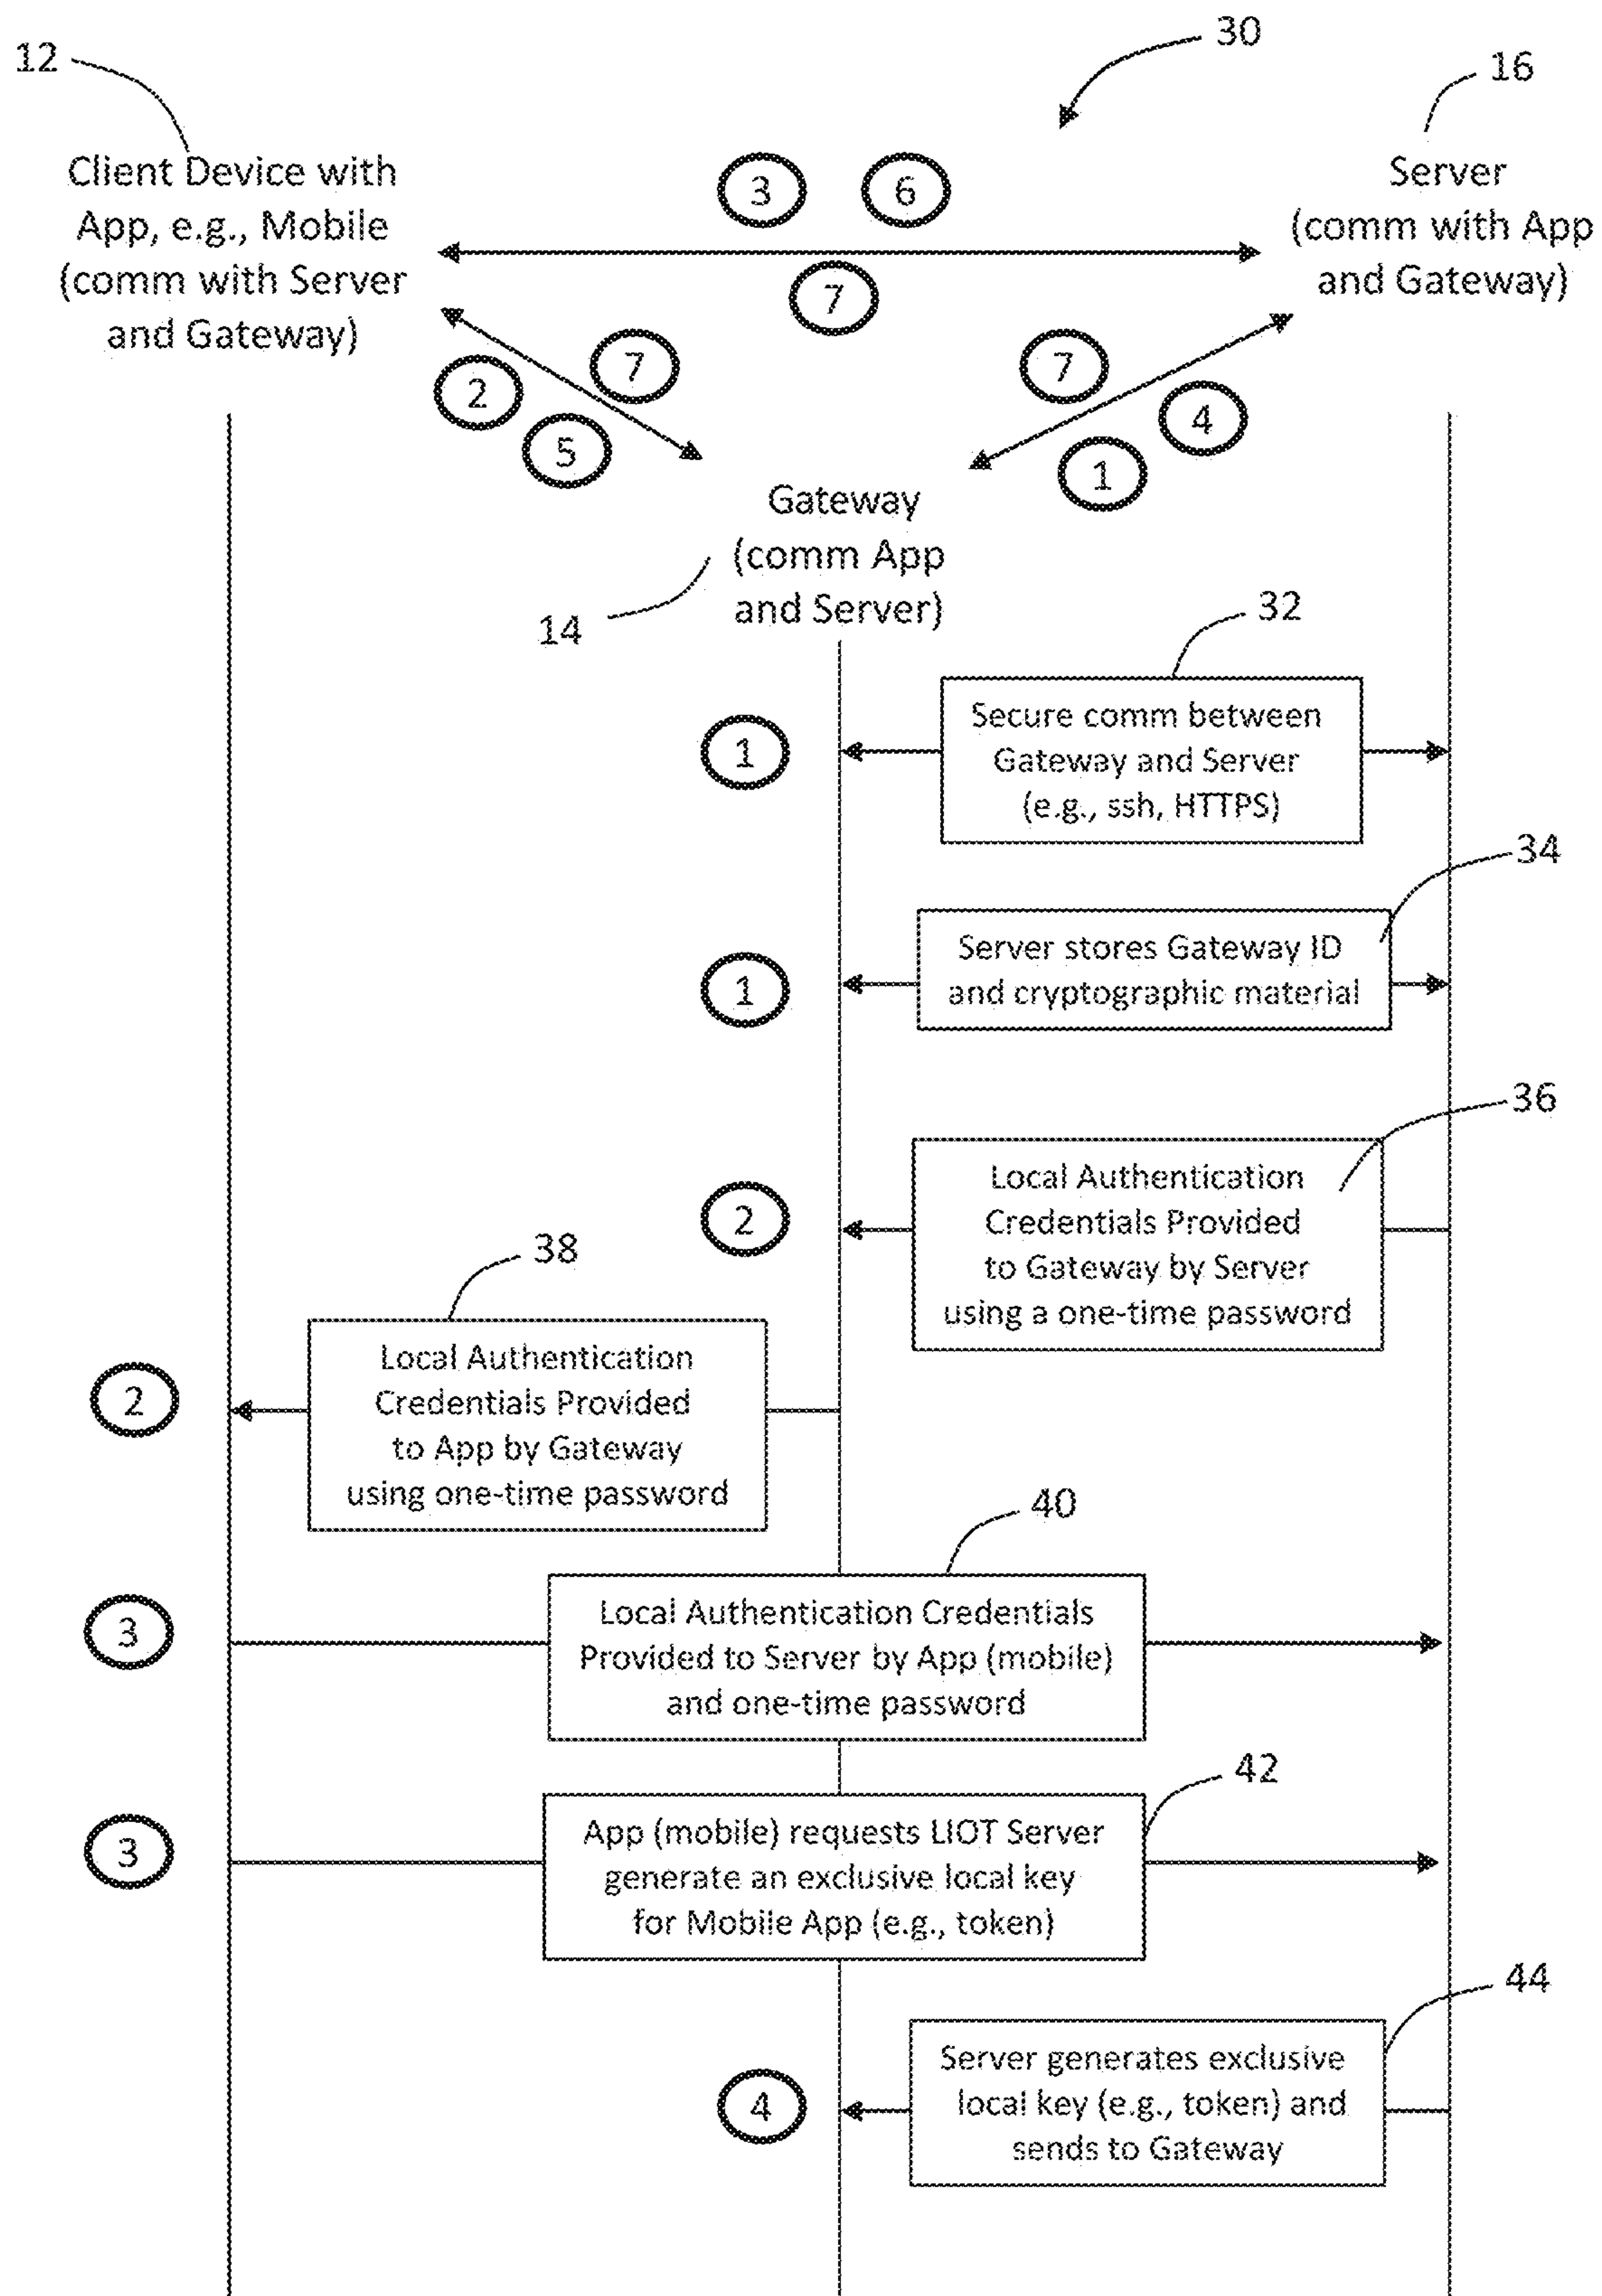 30
12
16
Client Device with
App, e.g., Mobile
(comm with Server
and Gateway)
3
6
7
Server
(comm with App
and Gateway)
2
5
7
7
4
1
Gateway
(comm App
and Server)
14
32
1
Secure comm between
Gateway and Server
(e.g., ssh, HTTPS)
34
1
Server stores Gateway ID
and cryptographic material
36
2
Local Authentication
Credentials Provided
to Gateway by Server
using a one-time password
38
2
Local Authentication
Credentials Provided
to App by Gateway
using one-time password
40
3
Local Authentication Credentials
Provided to Server by App (mobile)
and one-time password
42
3
App (mobile) requests LIOT Server
generate an exclusive local key
for Mobile App (e.g., token)
44
4
Server generates exclusive
local key (e.g., token) and
sends to Gateway